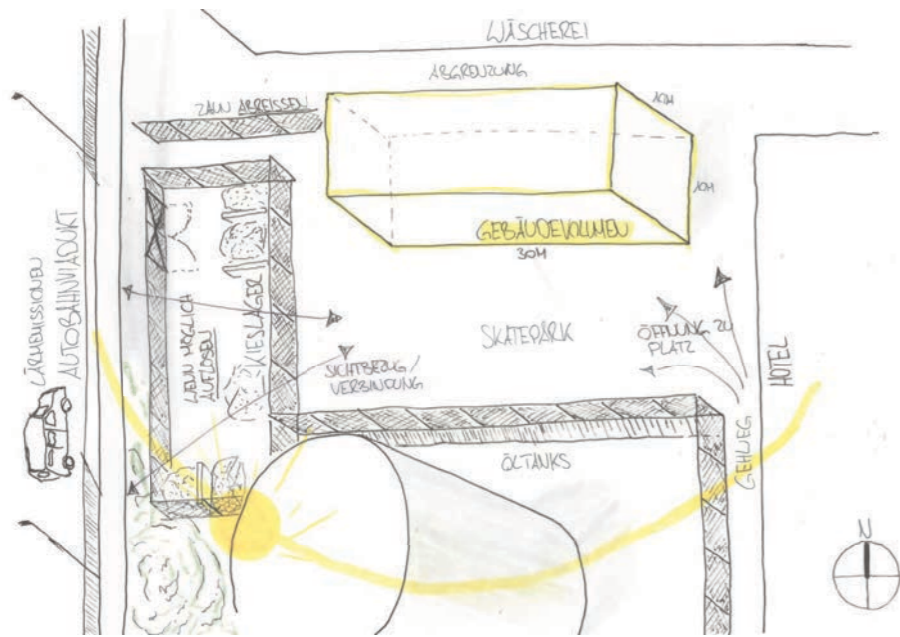 WÄSCHEREI
ABGRENZUNG
10M
ZAUN ABREISSEN
10M
GEBÄUDEVOLUMEN
30M
LÄRMEMISSIONEN
AUTOBAHNVIADUKT
WENN MÖGLICH
AUFLÖSEN
KIESLAGER
SKATEPARK
ÖFFNUNG ZU
PLATZ
HOTEL
SICHTBEZUG/
VERBINDUNG
GEHWEG
ÖLTANKS
N